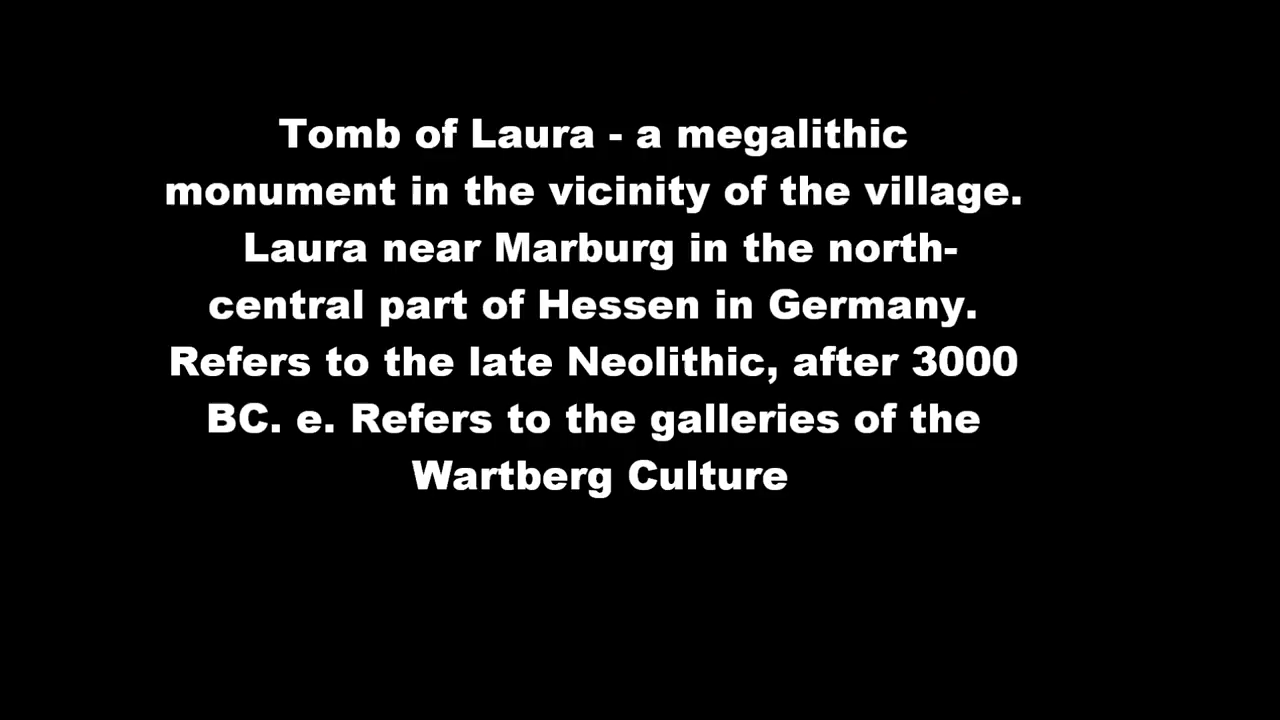 Tomb of Laura - a megalithic
monument in the vicinity of the village.
Laura near Marburg in the north-
central part of Hessen in Germany.
Refers to the late Neolithic, after 3000
BC. e. Refers to the galleries of the
Wartberg Culture